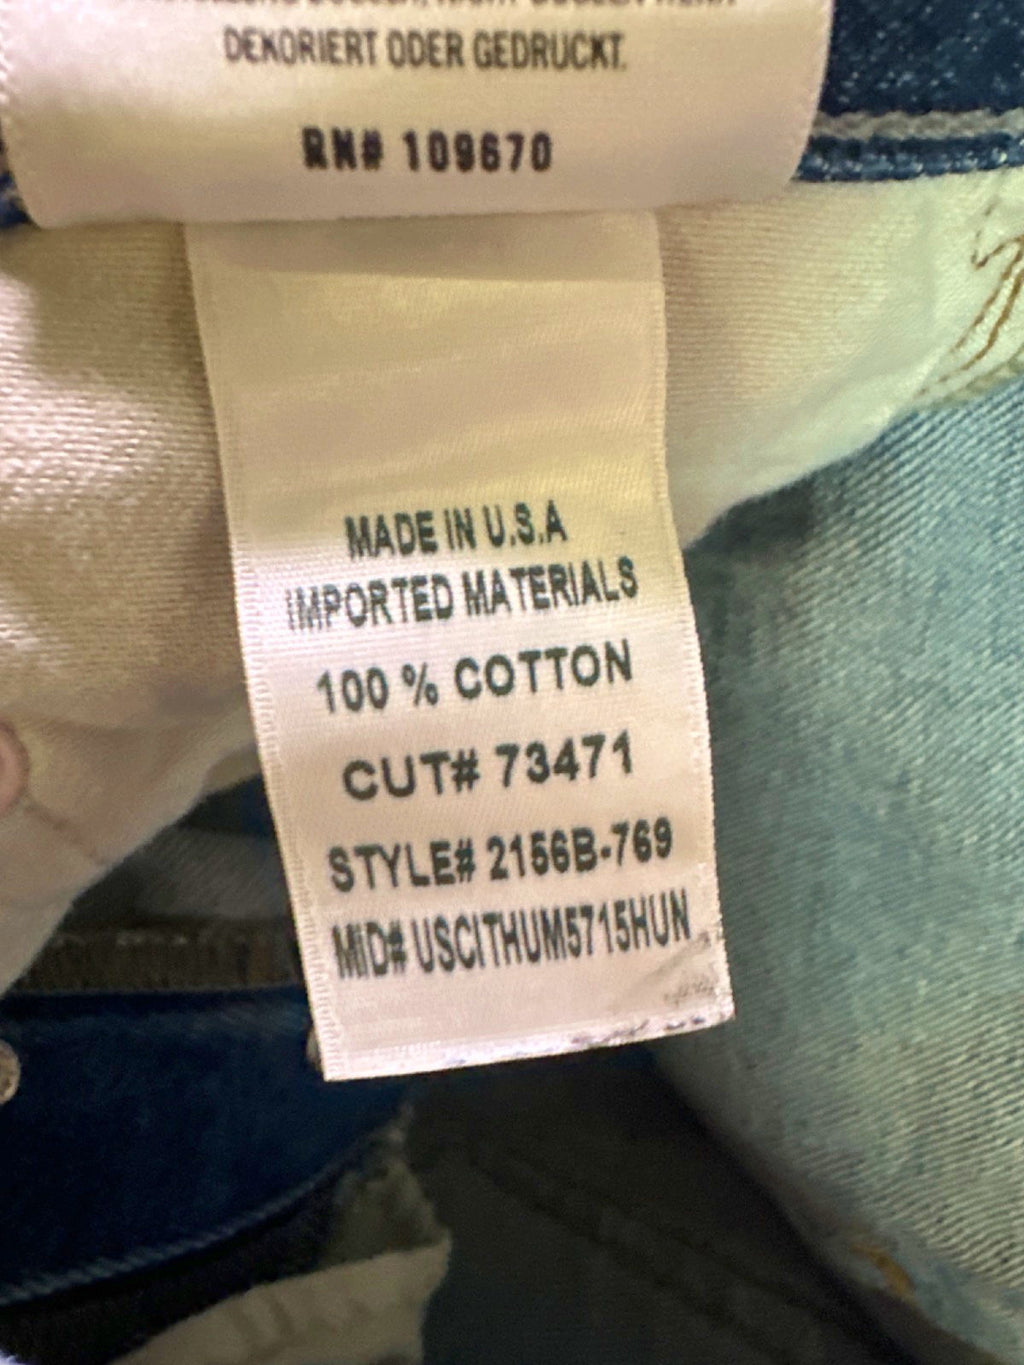 DEKORIERT ODER GEDRUCKT.
RN# 109670
MADE IN U.S.A
IMPORTED MATERIALS
100 % COTTON
CUT# 73471
STYLE# 2156B-769
MID# USCITHUM5715HUN